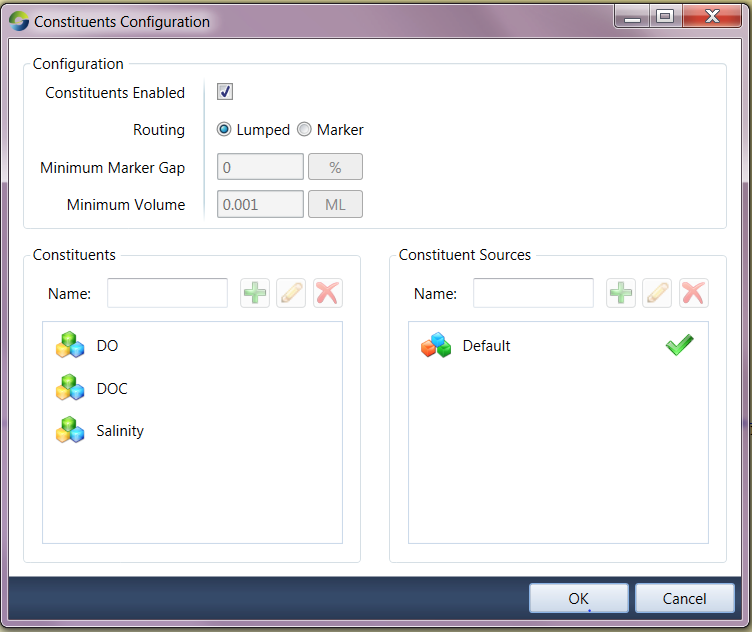 Constituents Configuration
Configuration
Constituents Enabled
Routing Lumped Marker
Minimum Marker Gap 0 %
Minimum Volume 0.001 ML
Constituents
Name:
DO
DOC
Salinity
Constituent Sources
Name:
Default
OK Cancel